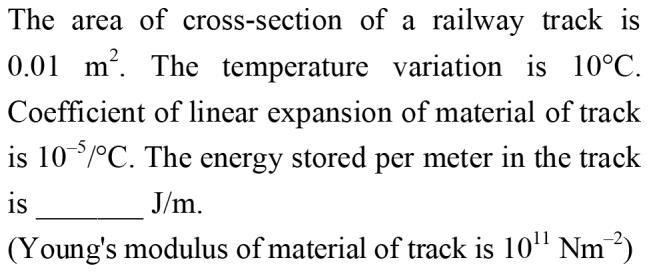 The area of cross-section of a railway track is
0.01 m². The temperature variation is 10°C.
Coefficient of linear expansion of material of track
is 10⁻⁵/°C. The energy stored per meter in the track
is ________ J/m.
(Young's modulus of material of track is 10¹¹ Nm⁻²)